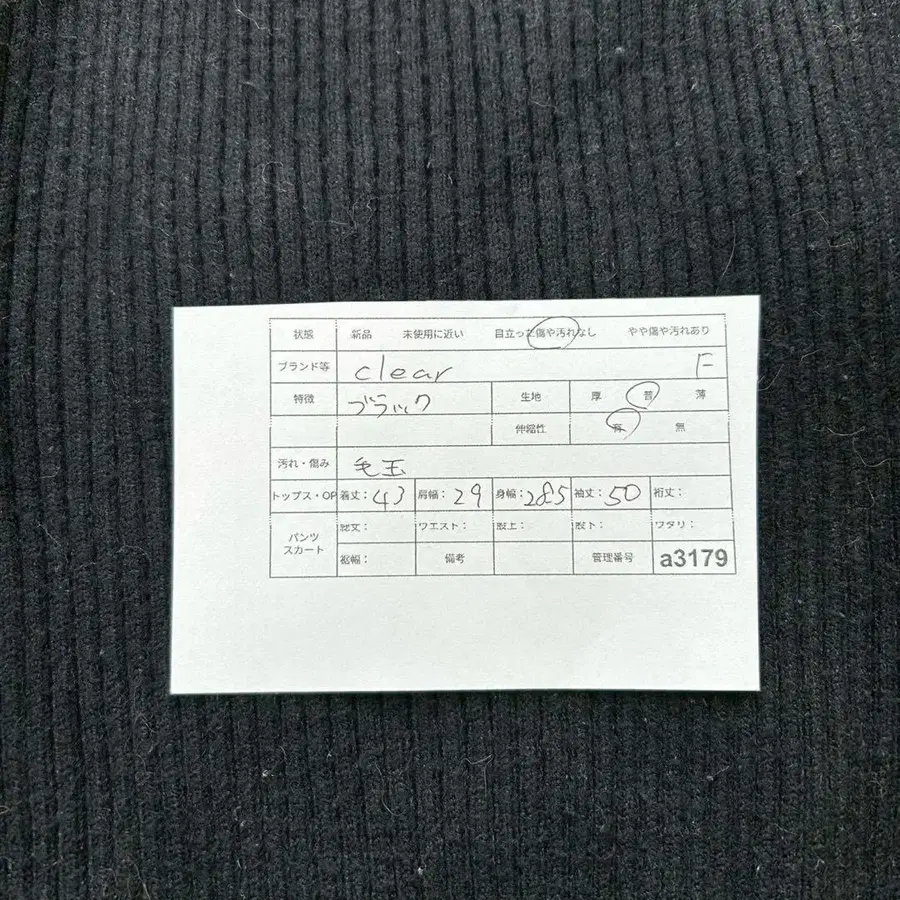 状態 新品 未使用に近い 目立った傷や汚れなし やや傷や汚れあり
ブランド等 clear F
特徴 ブラック 生地 厚 普 薄
伸縮性 有 無
汚れ・傷み 毛玉
トップス・OP 着丈:43 肩幅:29 身幅:28.5 袖丈:50 裄丈:
パンツ スカート 総丈: ウエスト: 股上: 股下: ワタリ:
裾幅: 備考 管理番号 a3179